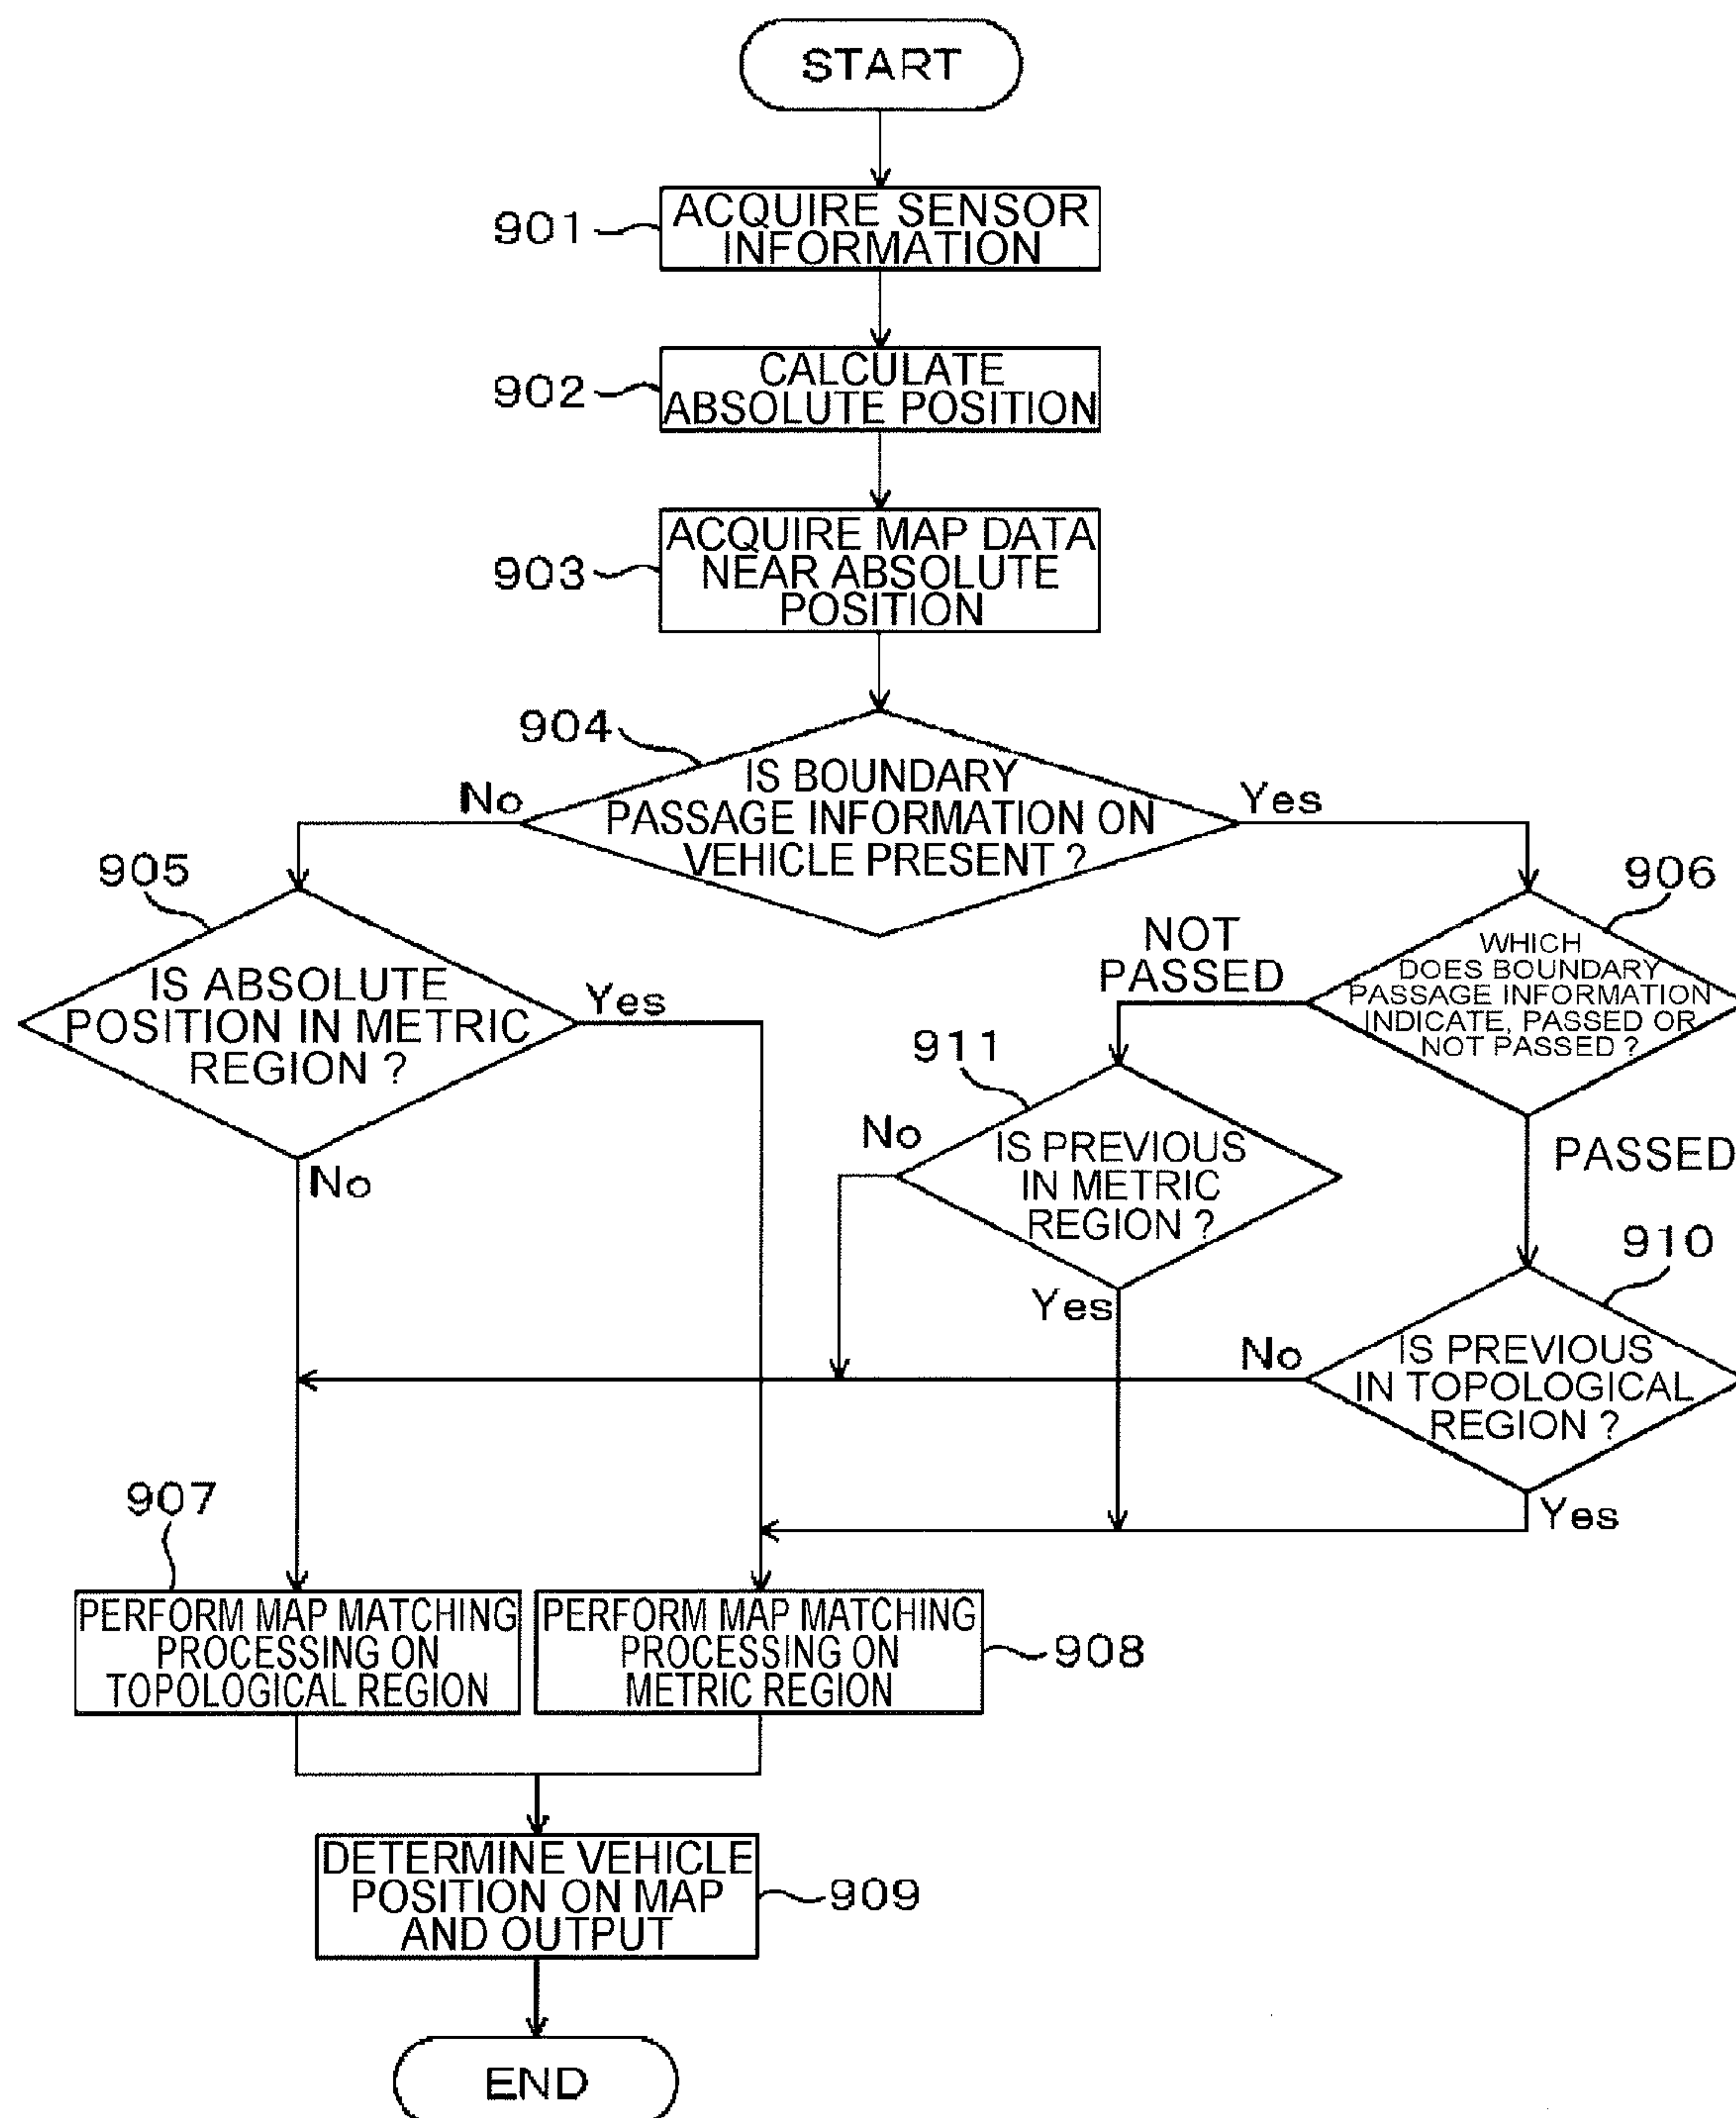 START
901
ACQUIRE SENSOR
INFORMATION
902
CALCULATE
ABSOLUTE POSITION
903
ACQUIRE MAP DATA
NEAR ABSOLUTE
POSITION
904
IS BOUNDARY
PASSAGE INFORMATION ON
VEHICLE PRESENT ?
No
Yes
905
IS ABSOLUTE
POSITION IN METRIC
REGION ?
Yes
No
906
WHICH
DOES BOUNDARY
PASSAGE INFORMATION
INDICATE, PASSED OR
NOT PASSED ?
NOT
PASSED
PASSED
911
IS PREVIOUS
IN METRIC
REGION ?
No
Yes
910
IS PREVIOUS
IN TOPOLOGICAL
REGION ?
No
Yes
907
PERFORM MAP MATCHING
PROCESSING ON
TOPOLOGICAL REGION
PERFORM MAP MATCHING
PROCESSING ON
METRIC REGION
908
DETERMINE VEHICLE
POSITION ON MAP
AND OUTPUT
909
END